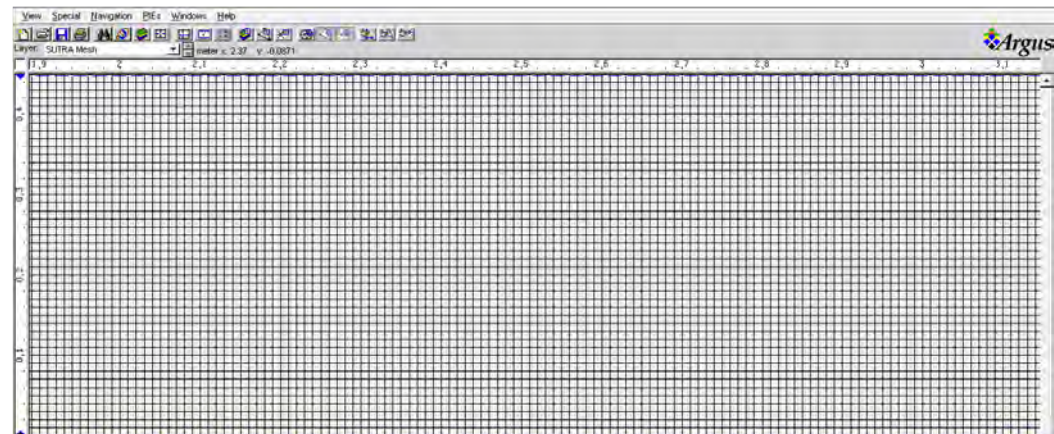 View Special Navigation PIEs Windows Help
Argus
Layer: SUTRA Mesh meter x: 2.37 y: -0.0871
1,9 2 2,1 2,2 2,3 2,4 2,5 2,6 2,7 2,8 2,9 3 3,1
0,4
0,3
0,2
0,1